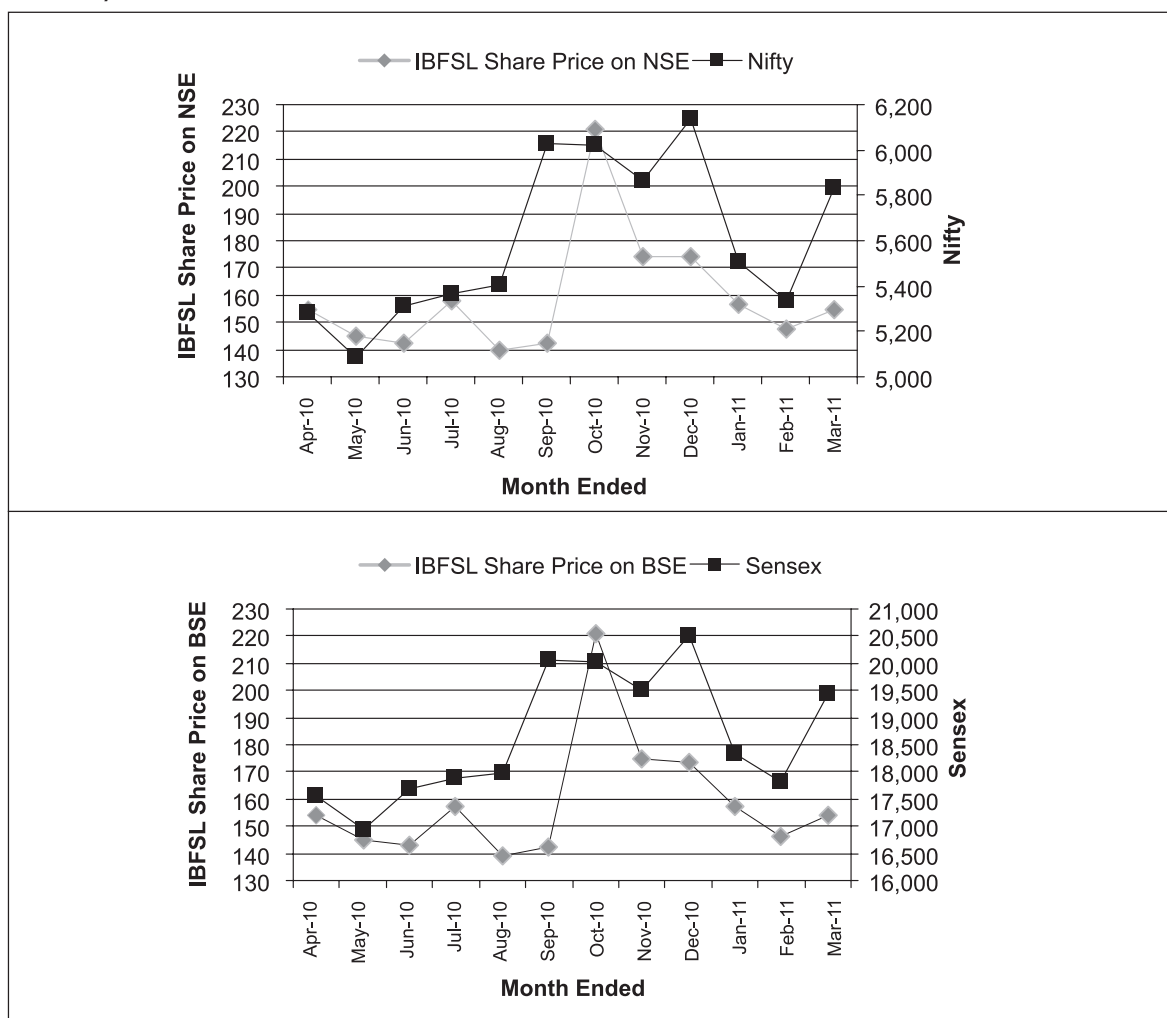 IBFSL Share Price on NSE Nifty
IBFSL Share Price on NSE
230
220
210
200
190
180
170
160
150
140
130
6,200
6,000
5,800
5,600
5,400
5,200
5,000
Nifty
Apr-10
May-10
Jun-10
Jul-10
Aug-10
Sep-10
Oct-10
Nov-10
Dec-10
Jan-11
Feb-11
Mar-11
Month Ended
IBFSL Share Price on BSE Sensex
IBFSL Share Price on BSE
230
220
210
200
190
180
170
160
150
140
130
21,000
20,500
20,000
19,500
19,000
18,500
18,000
17,500
17,000
16,500
16,000
Sensex
Apr-10
May-10
Jun-10
Jul-10
Aug-10
Sep-10
Oct-10
Nov-10
Dec-10
Jan-11
Feb-11
Mar-11
Month Ended